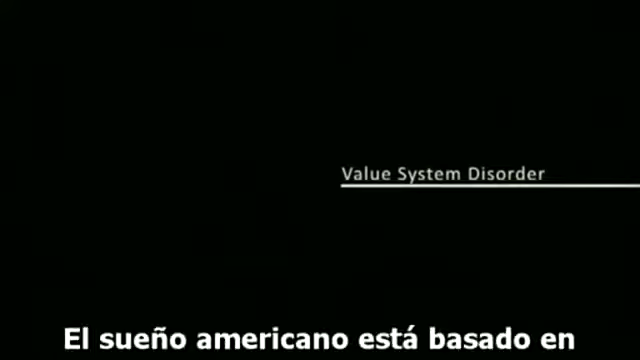 Value System Disorder
El sueño americano está basado en